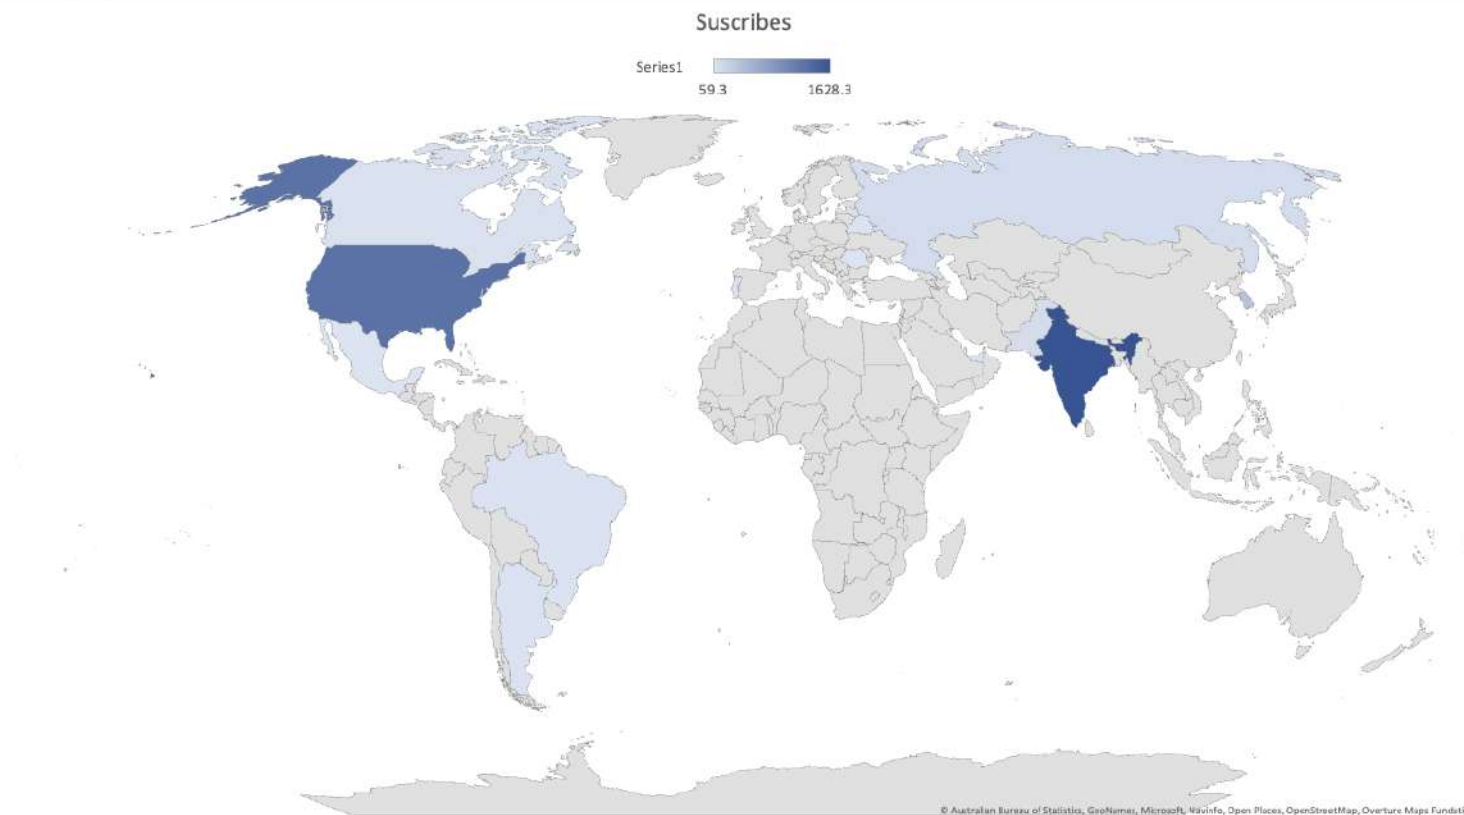 Suscribes
Series1
59.3 1628.3
© Australian Bureau of Statistics, GeoNames, Microsoft, Navinfo, Open Places, OpenStreetMap, Overture Maps Fundati